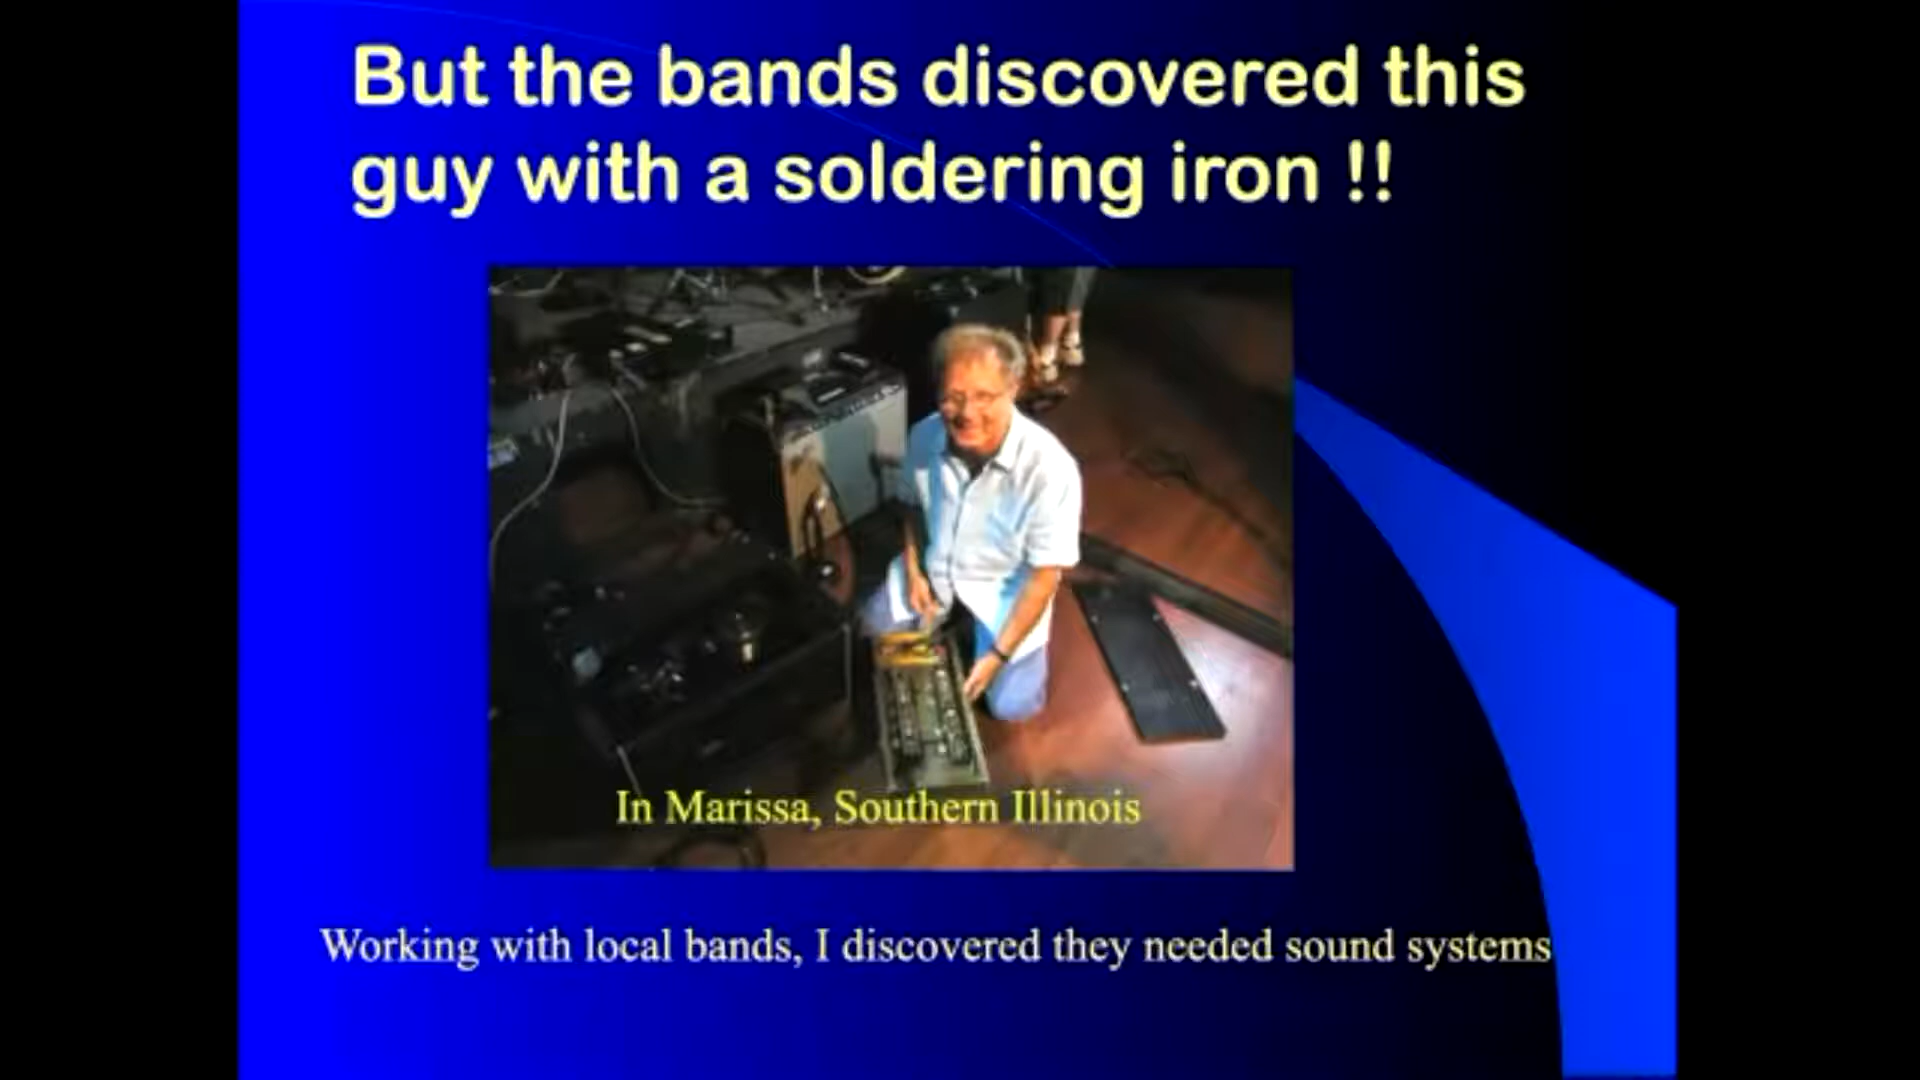 But the bands discovered this
guy with a soldering iron !!
In Marissa, Southern Illinois
Working with local bands, I discovered they needed sound systems